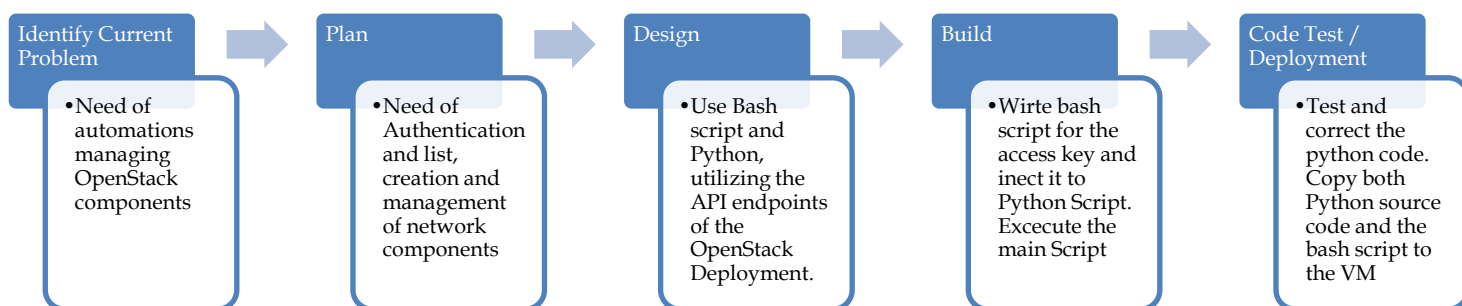 Identify Current
Problem
•Need of
automations
managing
OpenStack
components
Plan
•Need of
Authentication
and list,
creation and
management
of network
components
Design
•Use Bash
script and
Python,
utilizing the
API endpoints
of the
OpenStack
Deployment.
Build
•Wirte bash
script for the
access key and
inect it to
Python Script.
Excecute the
main Script
Code Test /
Deployment
•Test and
correct the
python code.
Copy both
Python source
code and the
bash script to
the VM